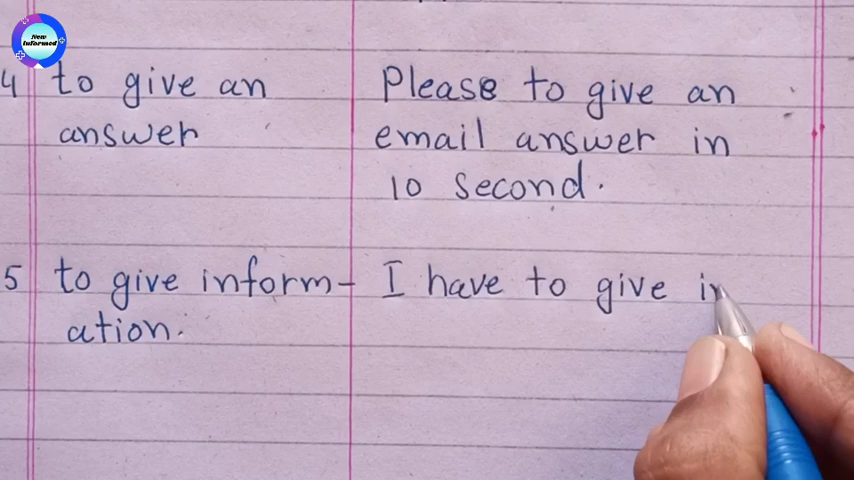 New
Informed
4 to give an
answer
Please to give an
email answer in
10 second.
5 to give inform-
ation.
I have to give in